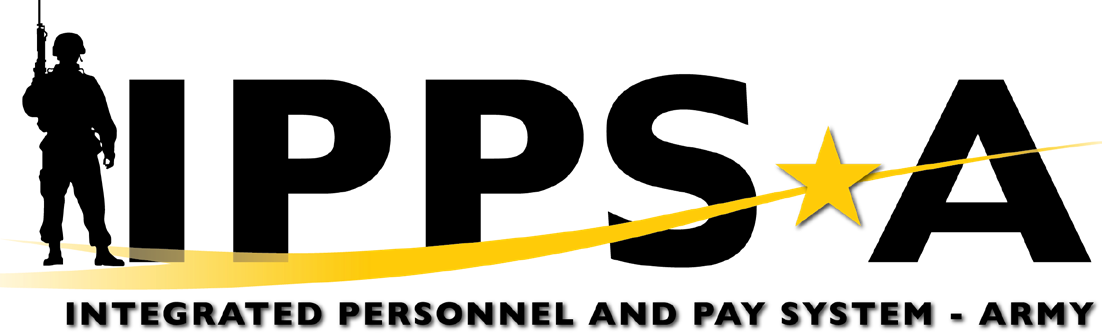 IPPS★A
INTEGRATED PERSONNEL AND PAY SYSTEM - ARMY